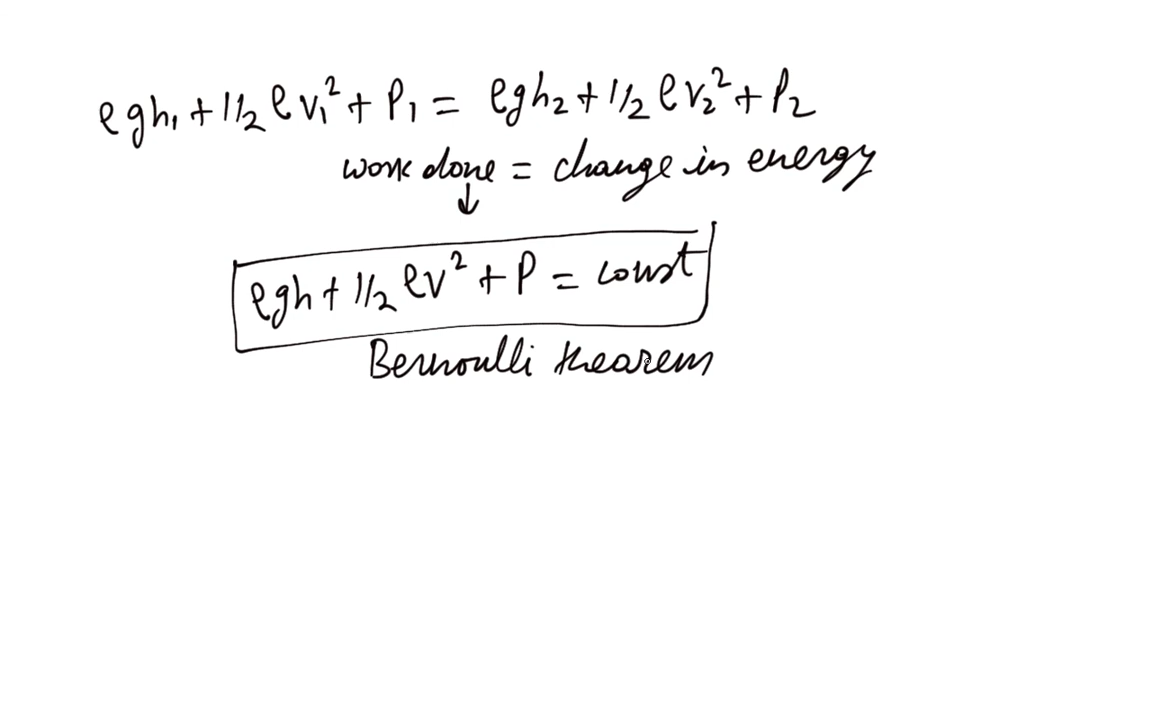 ρgh₁ + 1/2 ρv₁² + P₁ = ρgh₂ + 1/2 ρv₂² + P₂
work done = change in energy
↓
ρgh + 1/2 ρv² + P = const
Bernoulli thearem